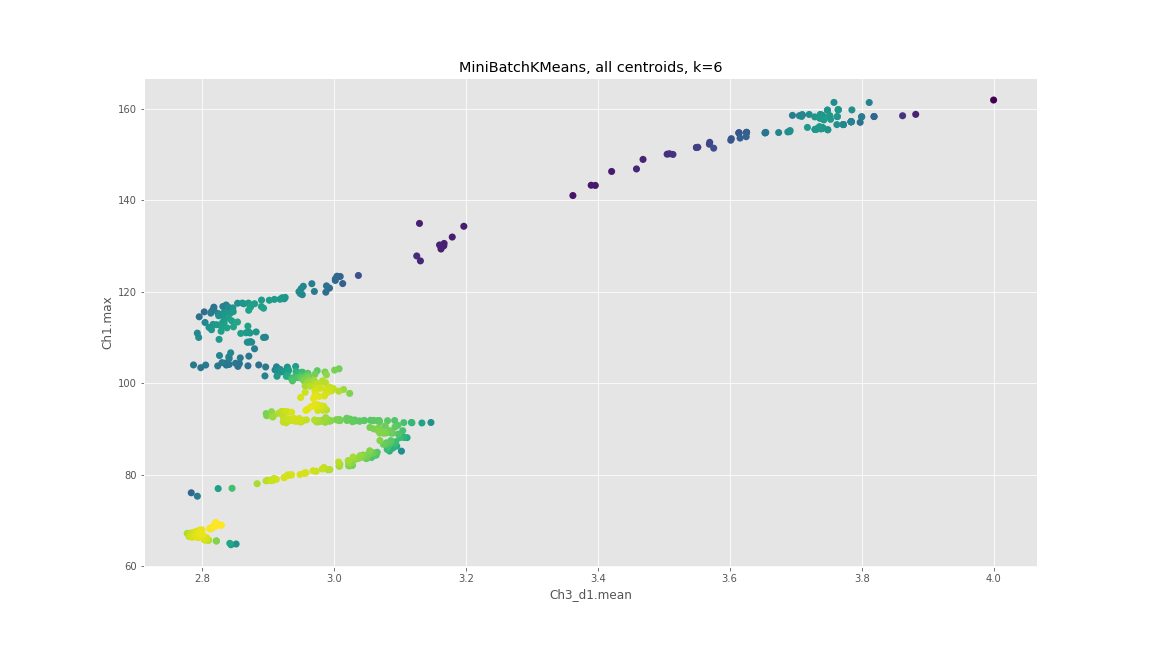 MiniBatchKMeans, all centroids, k=6
160
140
120
100
80
60
Ch1.max
2.8 3.0 3.2 3.4 3.6 3.8 4.0
Ch3_d1.mean